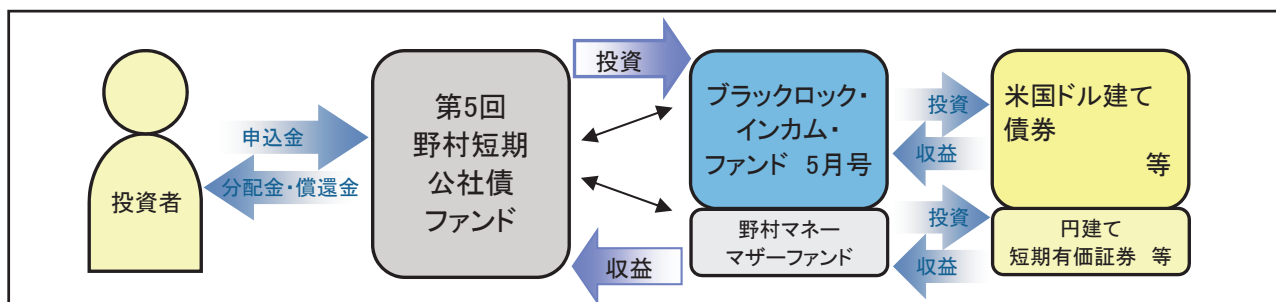 投資者
申込金
分配金・償還金
第5回
野村短期
公社債
ファンド
投資
収益
ブラックロック・
インカム・
ファンド 5月号
野村マネー
マザーファンド
投資
収益
投資
収益
米国ドル建て
債券
等
円建て
短期有価証券 等